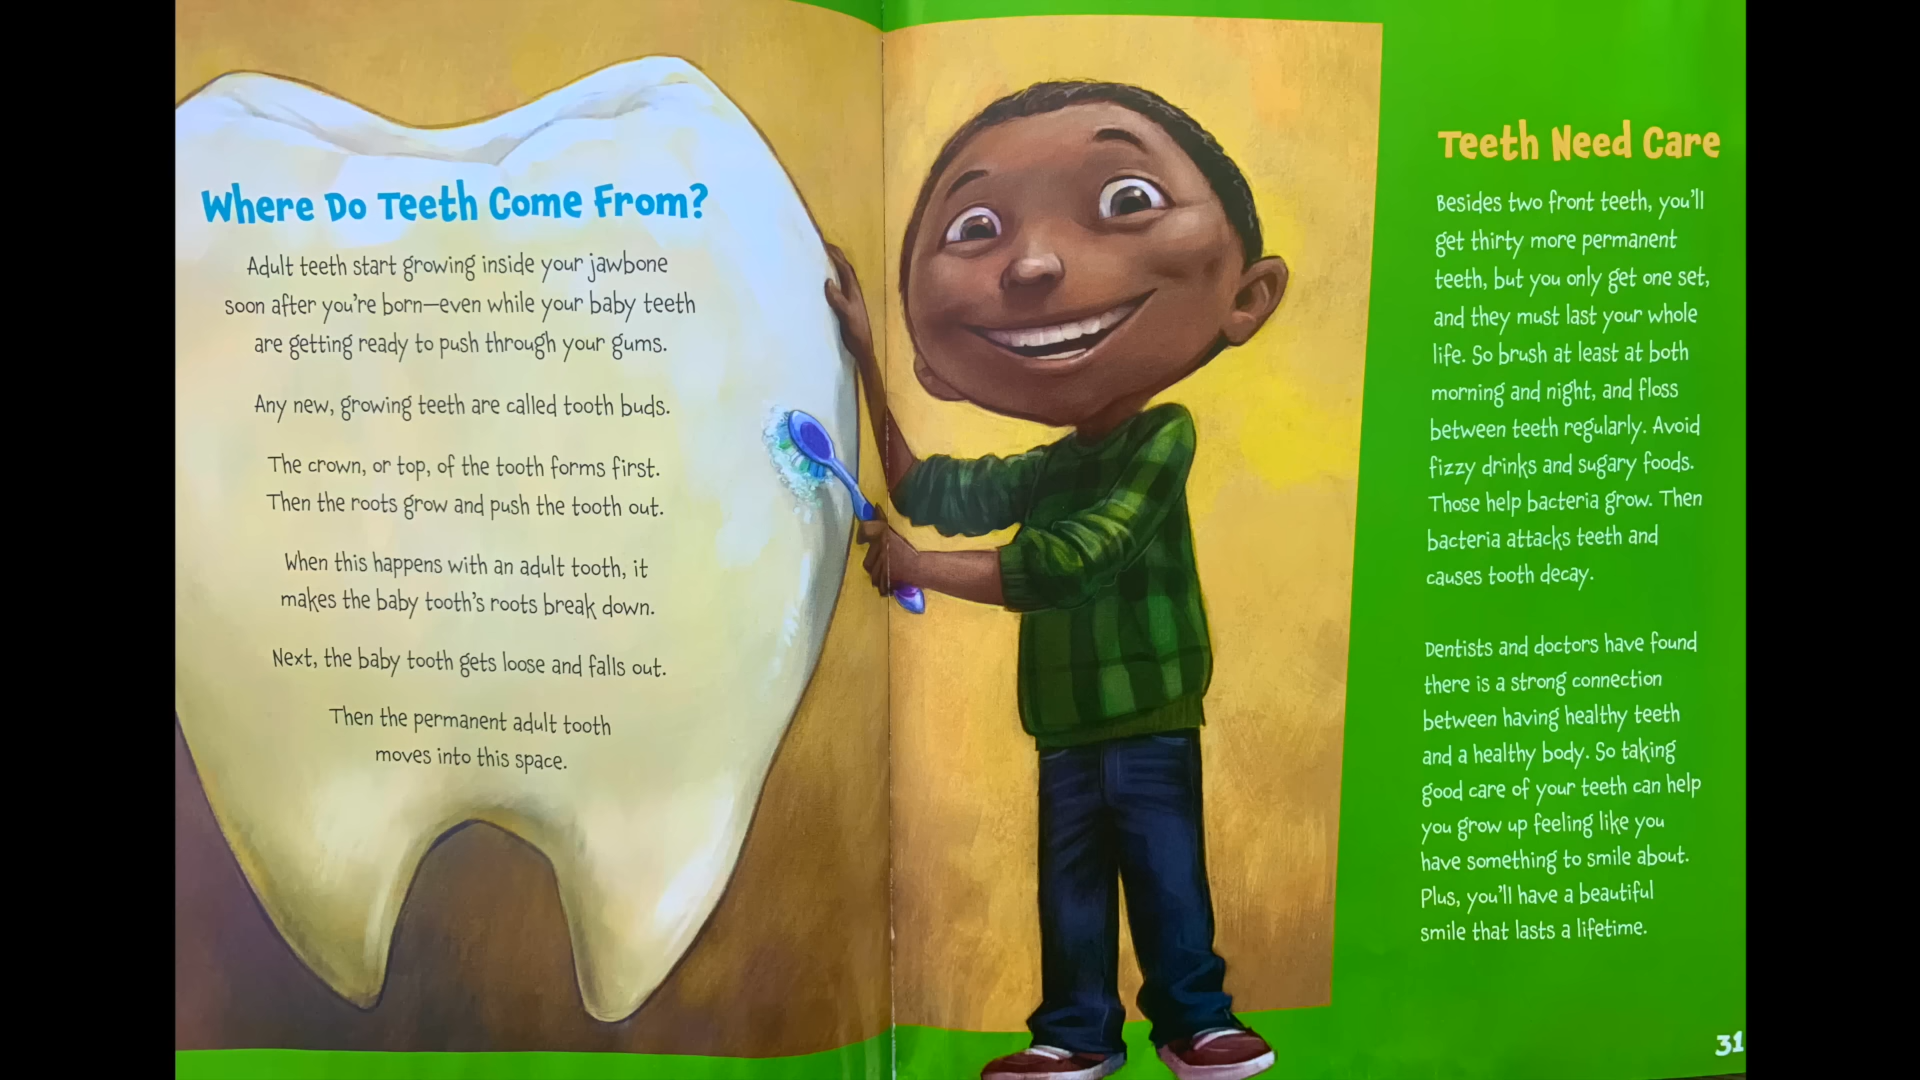 Where Do Teeth Come From?
Adult teeth start growing inside your jawbone
soon after you're born—even while your baby teeth
are getting ready to push through your gums.
Any new, growing teeth are called tooth buds.
The crown, or top, of the tooth forms first.
Then the roots grow and push the tooth out.
When this happens with an adult tooth, it
makes the baby tooth's roots break down.
Next, the baby tooth gets loose and falls out.
Then the permanent adult tooth
moves into this space.
Teeth Need Care
Besides two front teeth, you'll
get thirty more permanent
teeth, but you only get one set,
and they must last your whole
life. So brush at least at both
morning and night, and floss
between teeth regularly. Avoid
fizzy drinks and sugary foods.
Those help bacteria grow. Then
bacteria attacks teeth and
causes tooth decay.
Dentists and doctors have found
there is a strong connection
between having healthy teeth
and a healthy body. So taking
good care of your teeth can help
you grow up feeling like you
have something to smile about.
Plus, you'll have a beautiful
smile that lasts a lifetime.
31